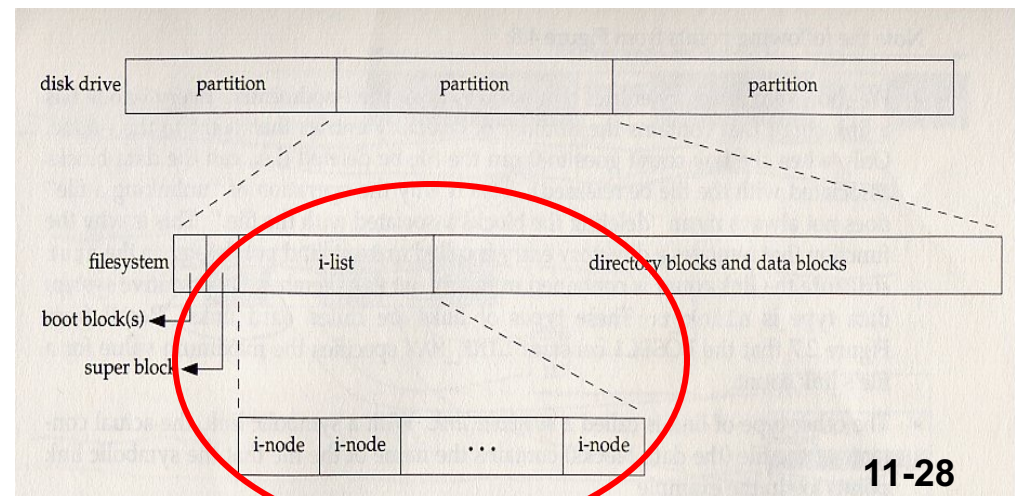 disk drive partition partition partition
filesystem i-list directory blocks and data blocks
boot block(s)
super block
i-node i-node ... i-node
11-28